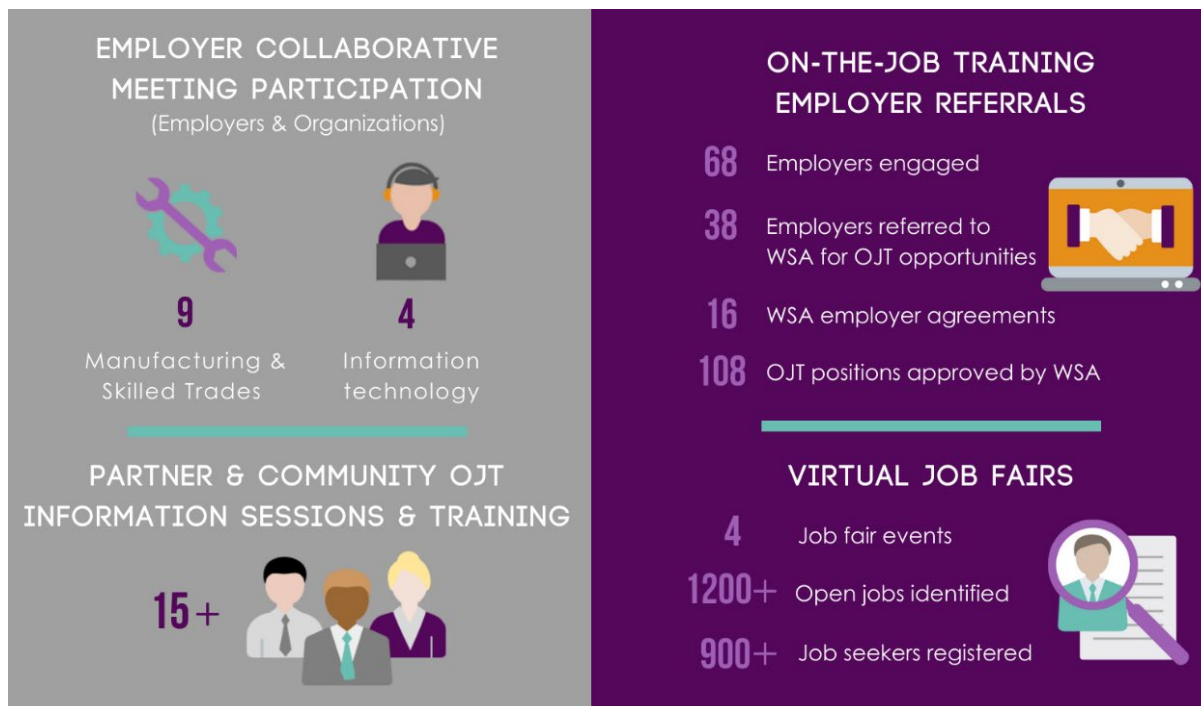 EMPLOYER COLLABORATIVE
MEETING PARTICIPATION
(Employers & Organizations)
9
Manufacturing &
Skilled Trades
4
Information
technology
PARTNER & COMMUNITY OJT
INFORMATION SESSIONS & TRAINING
15+
ON-THE-JOB TRAINING
EMPLOYER REFERRALS
68 Employers engaged
38 Employers referred to
WSA for OJT opportunities
16 WSA employer agreements
108 OJT positions approved by WSA
VIRTUAL JOB FAIRS
4 Job fair events
1200+ Open jobs identified
900+ Job seekers registered